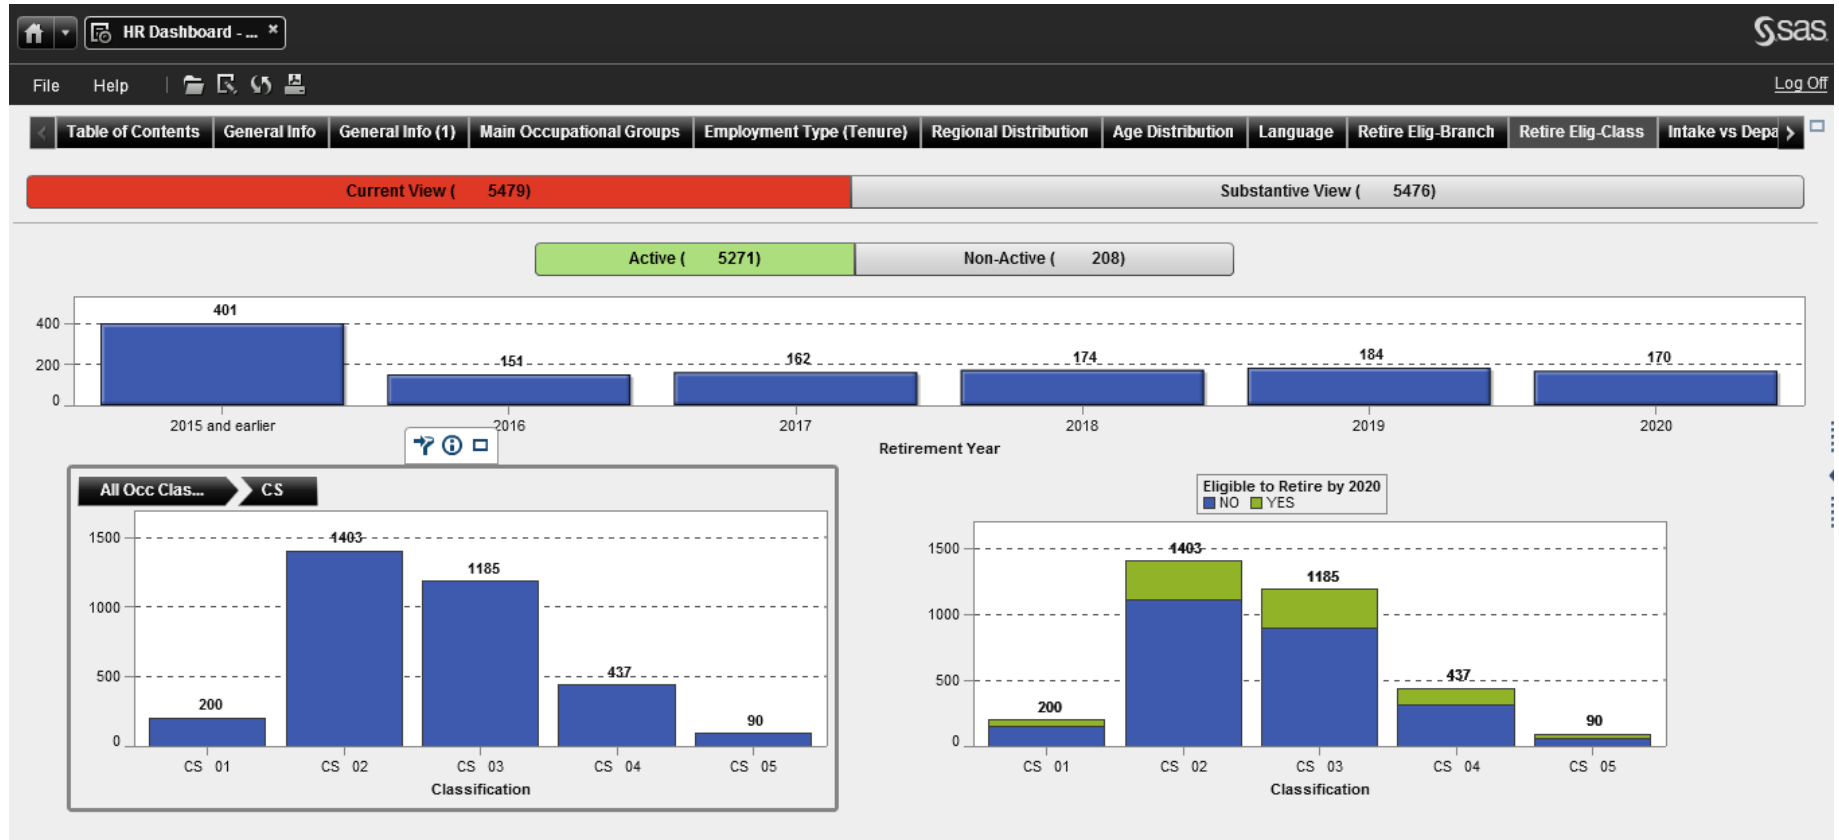 HR Dashboard - ... ×
sas
File Help Log Off
Table of Contents General Info General Info (1) Main Occupational Groups Employment Type (Tenure) Regional Distribution Age Distribution Language Retire Elig-Branch Retire Elig-Class Intake vs Depa
Current View ( 5479) Substantive View ( 5476)
Active ( 5271) Non-Active ( 208)
401
400
151 162 174 184 170
200
0
2015 and earlier 2016 2017 2018 2019 2020
Retirement Year
All Occ Clas... CS
1500
1403
1185
1000
500
437
200
90
0
CS 01 CS 02 CS 03 CS 04 CS 05
Classification
Eligible to Retire by 2020
NO YES
1500
1403
1185
1000
500
437
200
90
0
CS 01 CS 02 CS 03 CS 04 CS 05
Classification